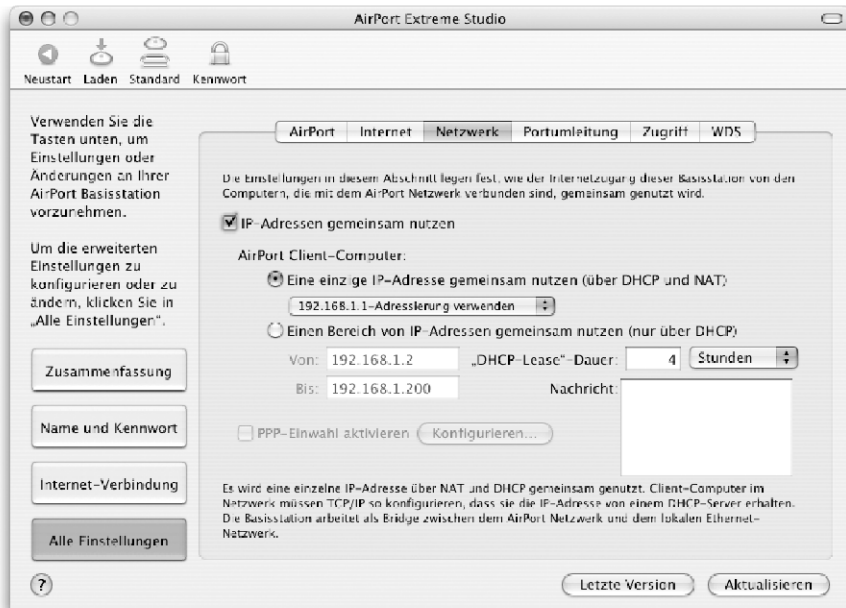 AirPort Extreme Studio
Neustart Laden Standard Kennwort
Verwenden Sie die
Tasten unten, um
Einstellungen oder
Änderungen an Ihrer
AirPort Basisstation
vorzunehmen.
Um die erweiterten
Einstellungen zu
konfigurieren oder zu
ändern, klicken Sie in
„Alle Einstellungen“.
Zusammenfassung
Name und Kennwort
Internet-Verbindung
Alle Einstellungen
?
AirPort Internet Netzwerk Portumleitung Zugriff WDS
Die Einstellungen in diesem Abschnitt legen fest, wie der Internetzugang dieser Basisstation von den
Computern, die mit dem AirPort Netzwerk verbunden sind, gemeinsam genutzt wird.
IP-Adressen gemeinsam nutzen
AirPort Client-Computer:
Eine einzige IP-Adresse gemeinsam nutzen (über DHCP und NAT)
192.168.1.1-Adressierung verwenden
Einen Bereich von IP-Adressen gemeinsam nutzen (nur über DHCP)
Von: 192.168.1.2 „DHCP-Lease“-Dauer: 4 Stunden
Bis: 192.168.1.200 Nachricht:
PPP-Einwahl aktivieren Konfigurieren...
Es wird eine einzelne IP-Adresse über NAT und DHCP gemeinsam genutzt. Client-Computer im
Netzwerk müssen TCP/IP so konfigurieren, dass sie die IP-Adresse von einem DHCP-Server erhalten.
Die Basisstation arbeitet als Bridge zwischen dem AirPort Netzwerk und dem lokalen Ethernet-
Netzwerk.
Letzte Version Aktualisieren